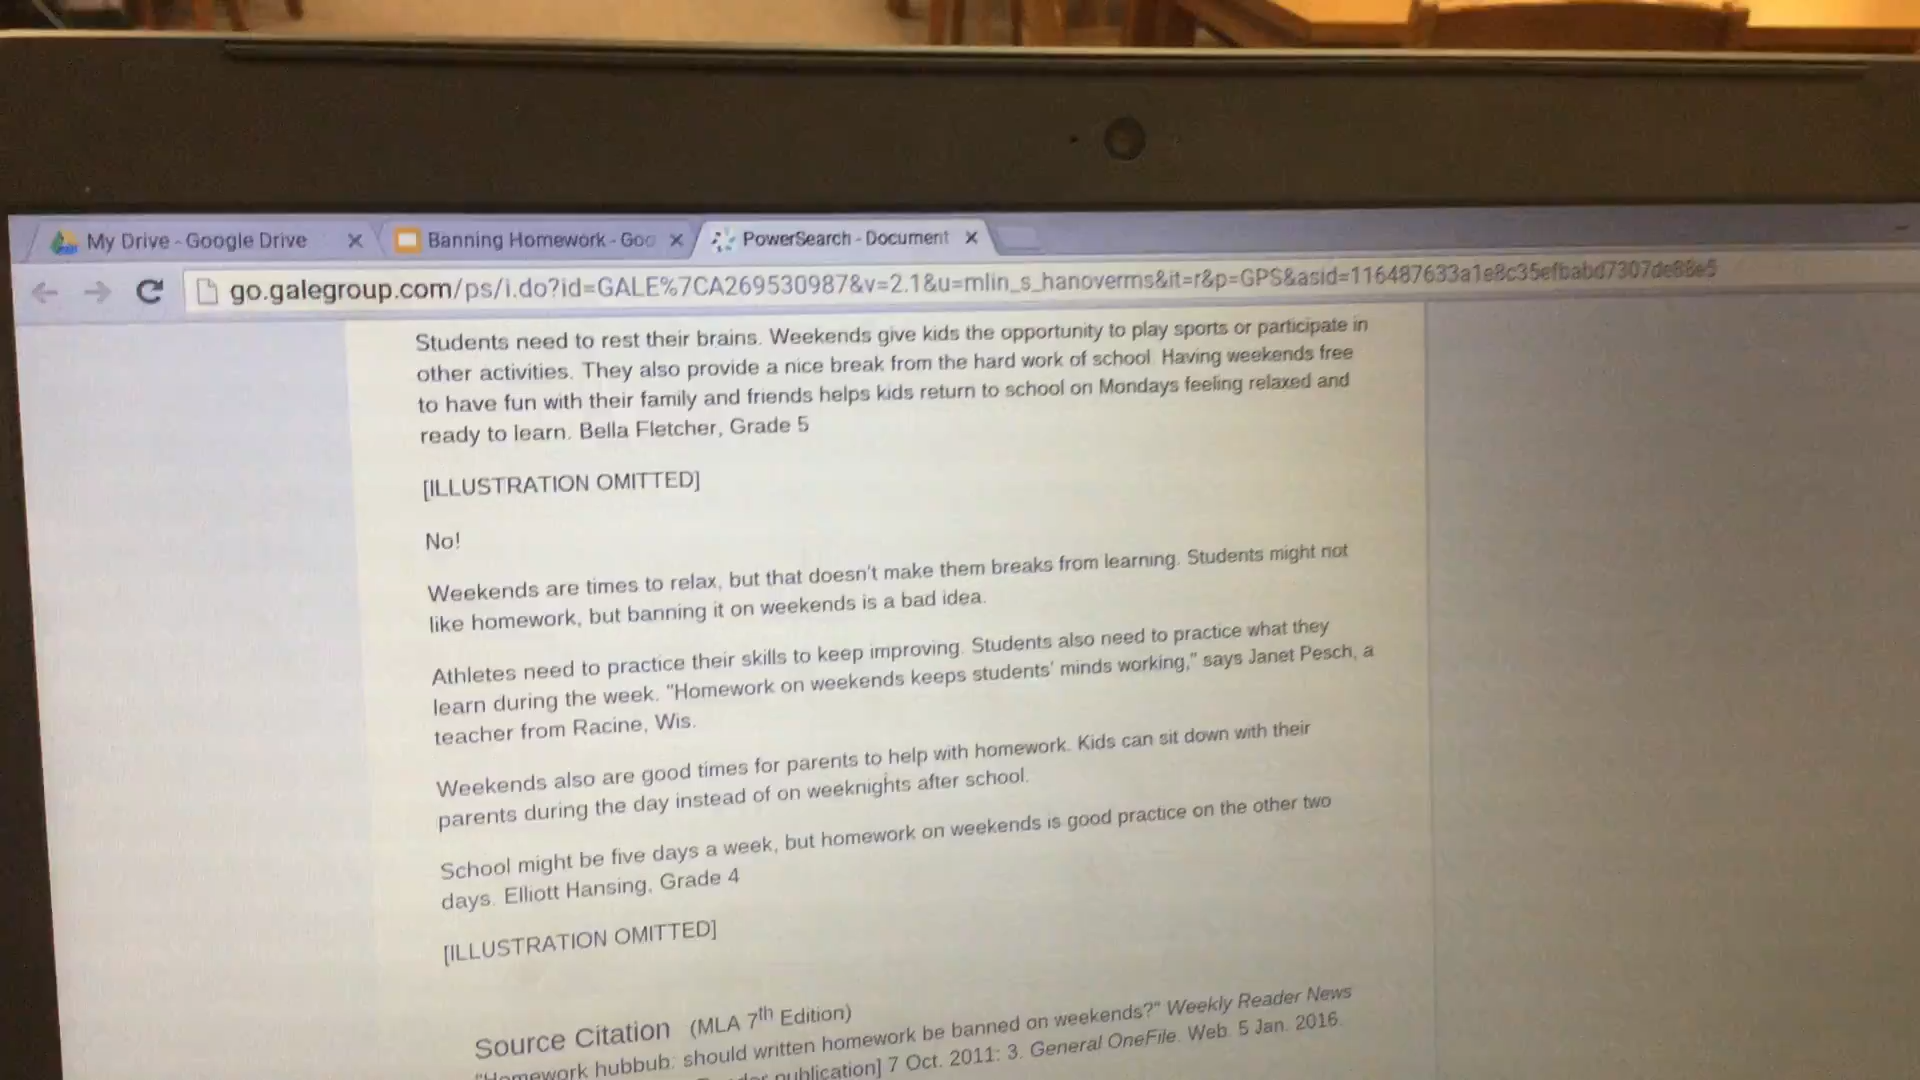 My Drive - Google Drive
Banning Homework - Goo
PowerSearch - Document
go.galegroup.com/ps/i.do?id=GALE%7CA269530987&v=2.1&u=mlin_s_hanoverms&it=r&p=GPS&asid=116487633a1e8c35efbabd7307de88e5
Students need to rest their brains. Weekends give kids the opportunity to play sports or participate in
other activities. They also provide a nice break from the hard work of school. Having weekends free
to have fun with their family and friends helps kids return to school on Mondays feeling relaxed and
ready to learn. Bella Fletcher, Grade 5
[ILLUSTRATION OMITTED]
No!
Weekends are times to relax, but that doesn't make them breaks from learning. Students might not
like homework, but banning it on weekends is a bad idea.
Athletes need to practice their skills to keep improving. Students also need to practice what they
learn during the week. "Homework on weekends keeps students' minds working," says Janet Pesch, a
teacher from Racine, Wis.
Weekends also are good times for parents to help with homework. Kids can sit down with their
parents during the day instead of on weeknights after school.
School might be five days a week, but homework on weekends is good practice on the other two
days. Elliott Hansing, Grade 4
[ILLUSTRATION OMITTED]
Source Citation (MLA 7th Edition)
"Homework hubbub: should written homework be banned on weekends?" Weekly Reader News
publication] 7 Oct. 2011: 3. General OneFile. Web. 5 Jan. 2016.